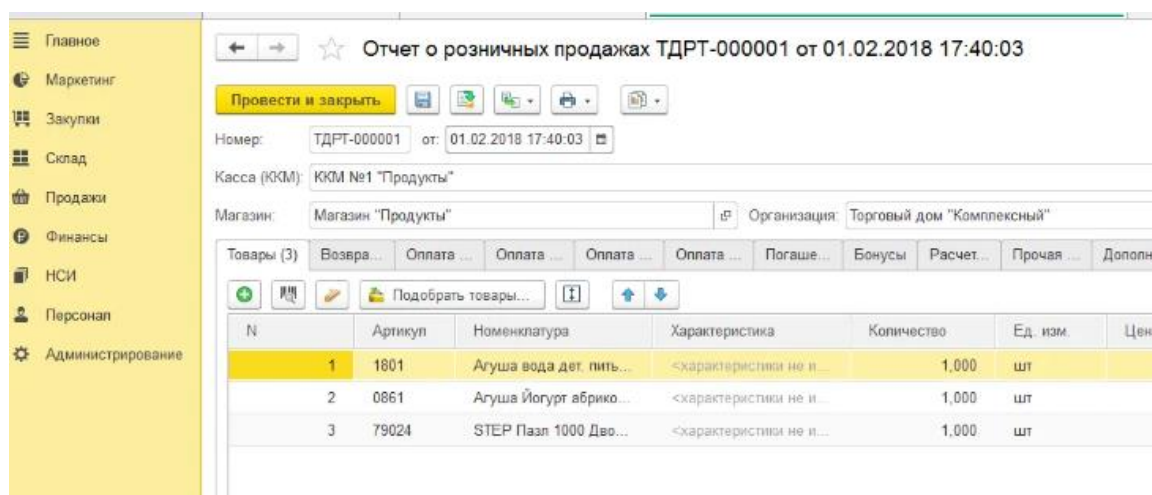 Главное
Маркетинг
Закупки
Склад
Продажи
Финансы
НСИ
Персонал
Администрирование
Отчет о розничных продажах ТДРТ-000001 от 01.02.2018 17:40:03
Провести и закрыть
Номер: ТДРТ-000001 от: 01.02.2018 17:40:03
Касса (ККМ): ККМ №1 "Продукты"
Магазин: Магазин "Продукты" Организация: Торговый дом "Комплексный"
Товары (3) Возвра... Оплата ... Оплата ... Оплата ... Оплата ... Погаше... Бонусы Расчет... Прочая ... Дополн
Подобрать товары...
N Артикул Номенклатура Характеристика Количество Ед. изм. Цен
1 1801 Агуша вода дет. пить... <характеристики не и... 1,000 шт
2 0861 Агуша Йогурт абрико... <характеристики не и... 1,000 шт
3 79024 STEP Пазл 1000 Дво... <характеристики не и... 1,000 шт